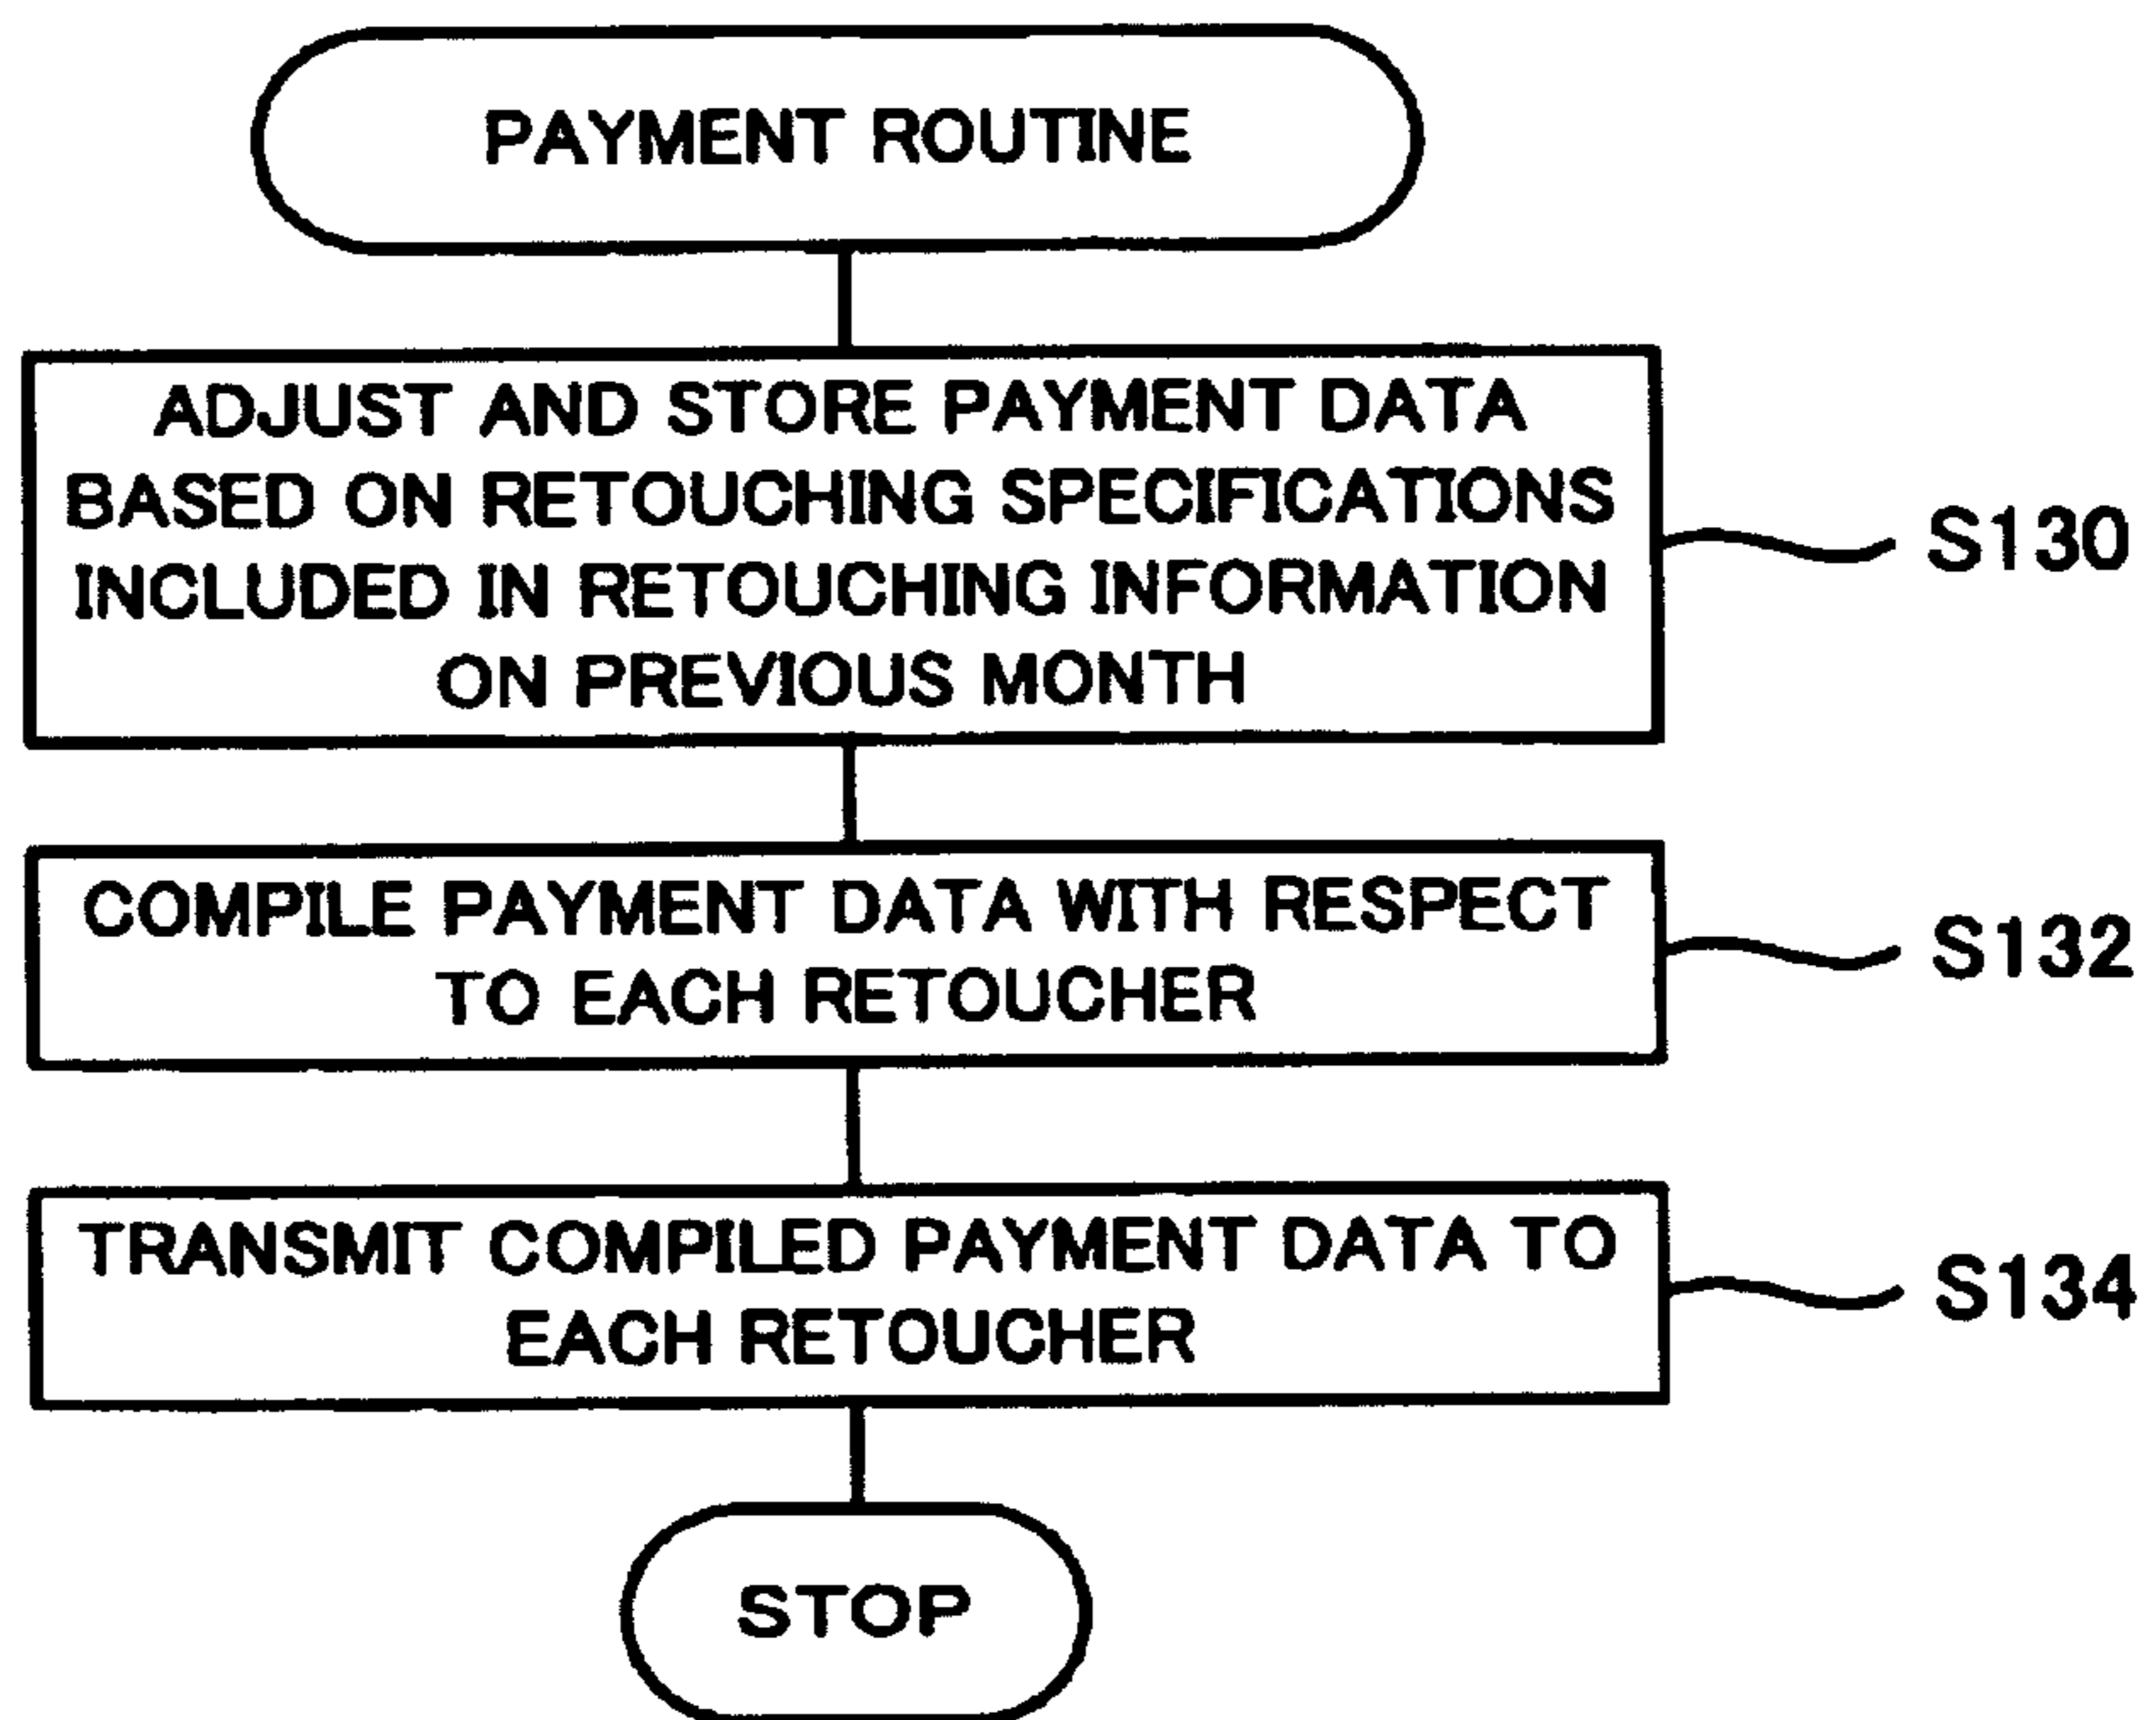 PAYMENT ROUTINE
ADJUST AND STORE PAYMENT DATA
BASED ON RETOUCHING SPECIFICATIONS
INCLUDED IN RETOUCHING INFORMATION
ON PREVIOUS MONTH
S130
COMPILE PAYMENT DATA WITH RESPECT
TO EACH RETOUCHER
S132
TRANSMIT COMPILED PAYMENT DATA TO
EACH RETOUCHER
S134
STOP